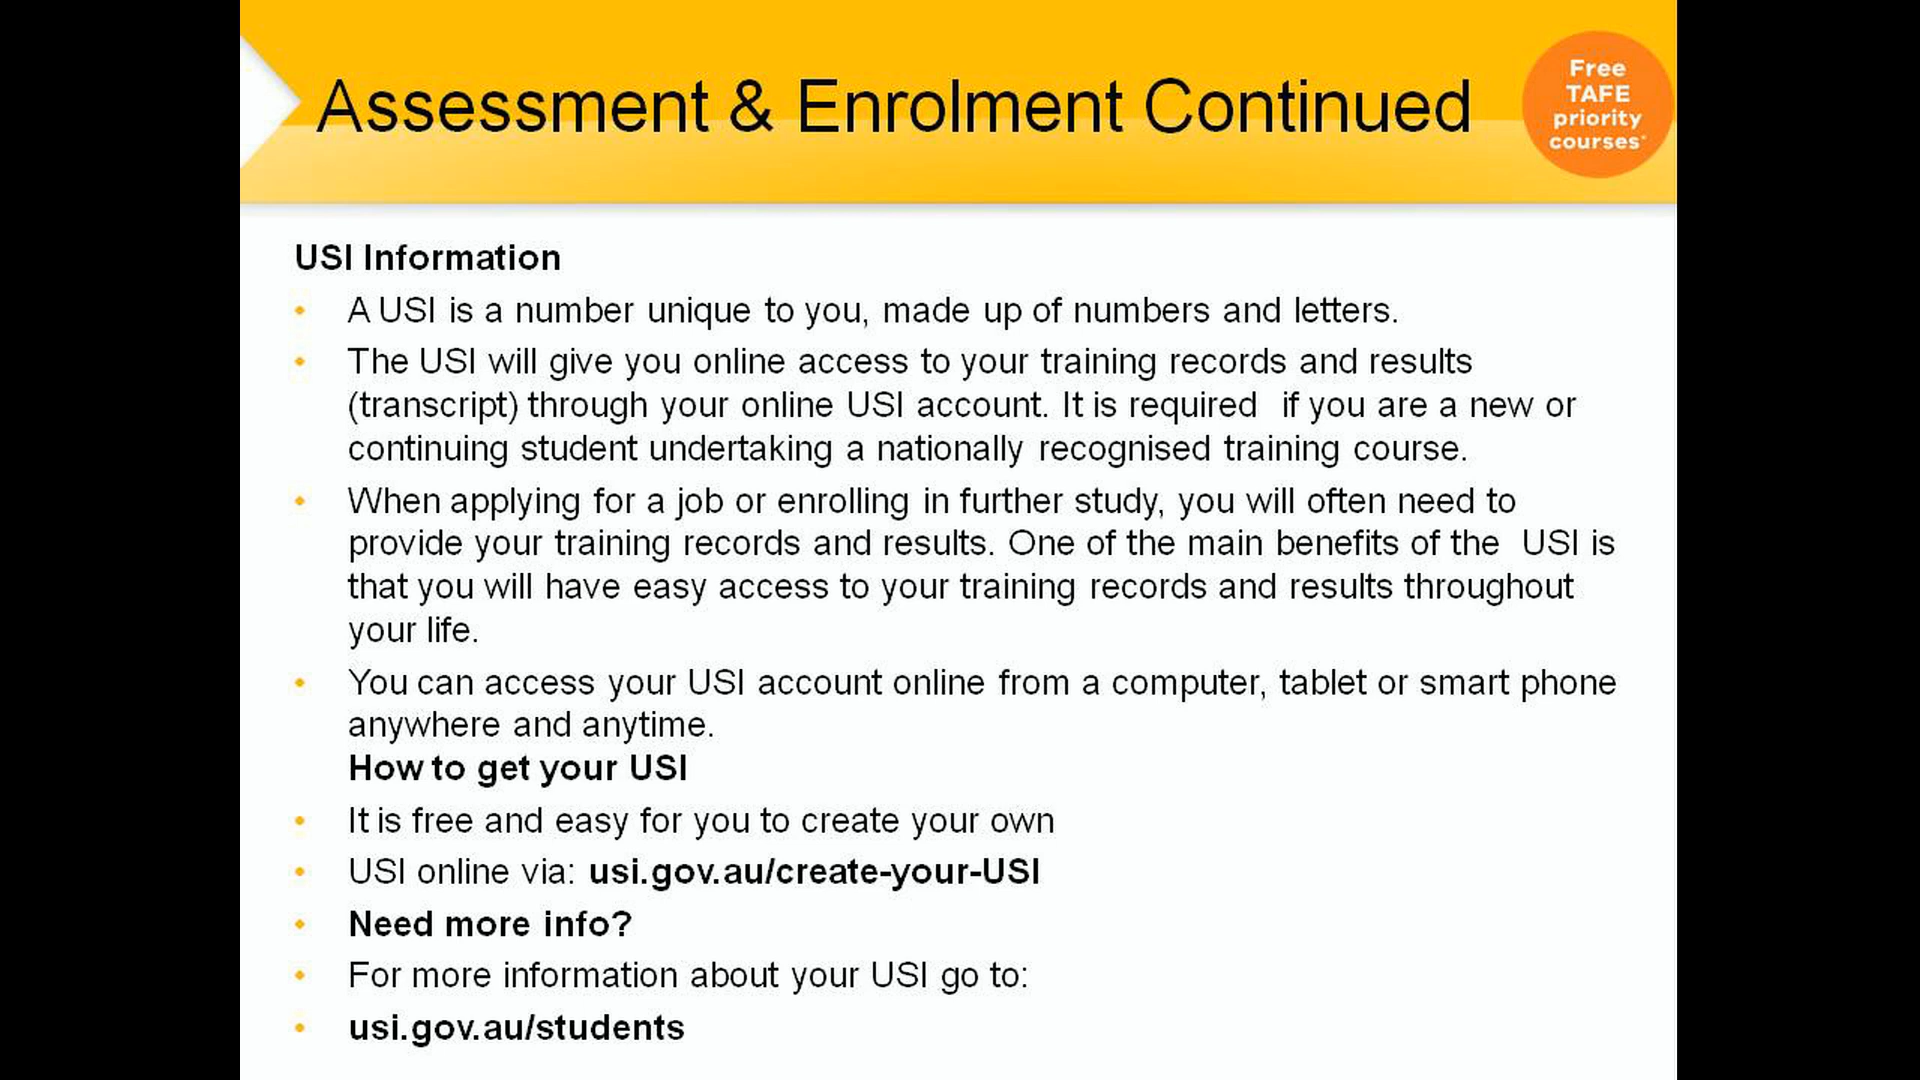 Assessment & Enrolment Continued
Free
TAFE
priority
courses
USI Information
• A USI is a number unique to you, made up of numbers and letters.
• The USI will give you online access to your training records and results
(transcript) through your online USI account. It is required if you are a new or
continuing student undertaking a nationally recognised training course.
• When applying for a job or enrolling in further study, you will often need to
provide your training records and results. One of the main benefits of the USI is
that you will have easy access to your training records and results throughout
your life.
• You can access your USI account online from a computer, tablet or smart phone
anywhere and anytime.
How to get your USI
• It is free and easy for you to create your own
• USI online via: usi.gov.au/create-your-USI
• Need more info?
• For more information about your USI go to:
• usi.gov.au/students